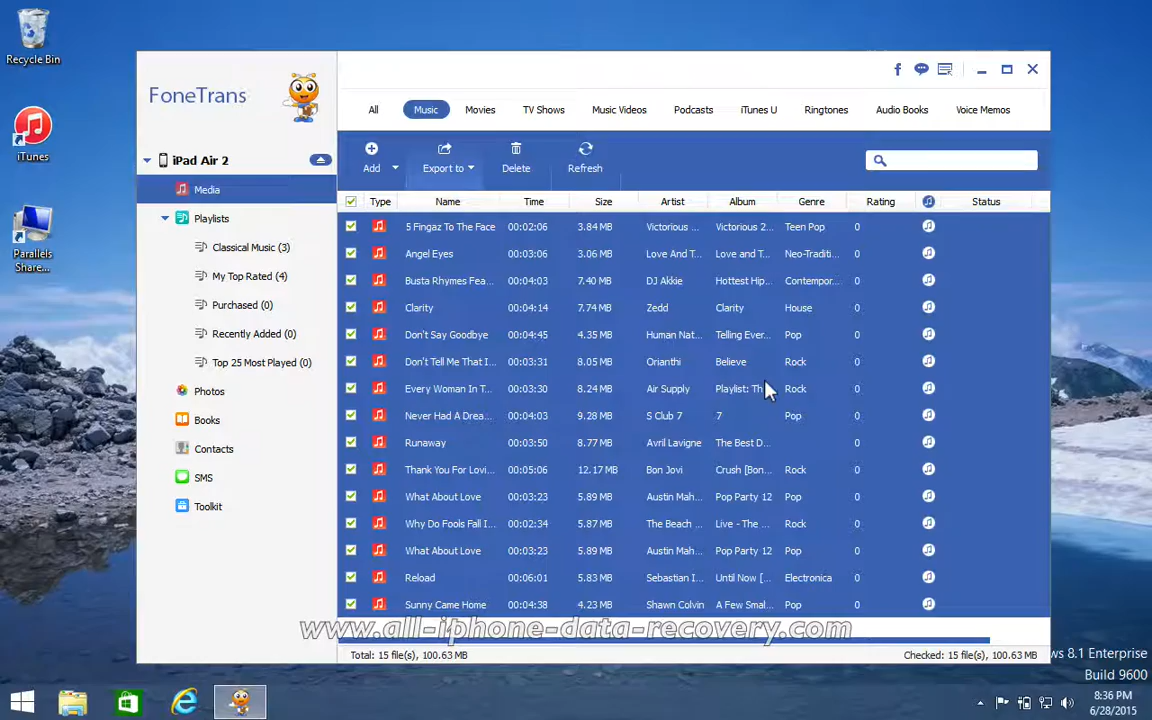 Recycle Bin
iTunes
Parallels
Share...
FoneTrans
iPad Air 2
Media
Playlists
Classical Music (3)
My Top Rated (4)
Purchased (0)
Recently Added (0)
Top 25 Most Played (0)
Photos
Books
Contacts
SMS
Toolkit
All Music Movies TV Shows Music Videos Podcasts iTunes U Ringtones Audio Books Voice Memos
Add Export to Delete Refresh
Type Name Time Size Artist Album Genre Rating Status
5 Fingaz To The Face 00:02:06 3.84 MB Victorious ... Victorious 2... Teen Pop 0
Angel Eyes 00:03:06 3.06 MB Love And T... Love and T... Neo-Traditi... 0
Busta Rhymes Fea... 00:04:03 7.40 MB DJ Akkie Hottest Hip... Contempor... 0
Clarity 00:04:14 7.74 MB Zedd Clarity House 0
Don't Say Goodbye 00:04:45 4.35 MB Human Nat... Telling Ever... Pop 0
Don't Tell Me That I... 00:03:31 8.05 MB Orianthi Believe Rock 0
Every Woman In T... 00:03:30 8.24 MB Air Supply Playlist: Th Rock 0
Never Had A Drea... 00:04:03 9.28 MB S Club 7 7 Pop 0
Runaway 00:03:50 8.77 MB Avril Lavigne The Best D... 0
Thank You For Lovi... 00:05:06 12.17 MB Bon Jovi Crush [Bon... Rock 0
What About Love 00:03:23 5.89 MB Austin Mah... Pop Party 12 Pop 0
Why Do Fools Fall I... 00:02:34 5.87 MB The Beach ... Live - The ... Rock 0
What About Love 00:03:23 5.89 MB Austin Mah... Pop Party 12 Pop 0
Reload 00:06:01 5.83 MB Sebastian I... Until Now [... Electronica 0
Sunny Came Home 00:04:38 4.23 MB Shawn Colvin A Few Smal... Pop 0
www.all-iphone-data-recovery.com
Total: 15 file(s), 100.63 MB Checked: 15 file(s), 100.63 MB
ws 8.1 Enterprise
Build 9600
8:36 PM
6/28/2015